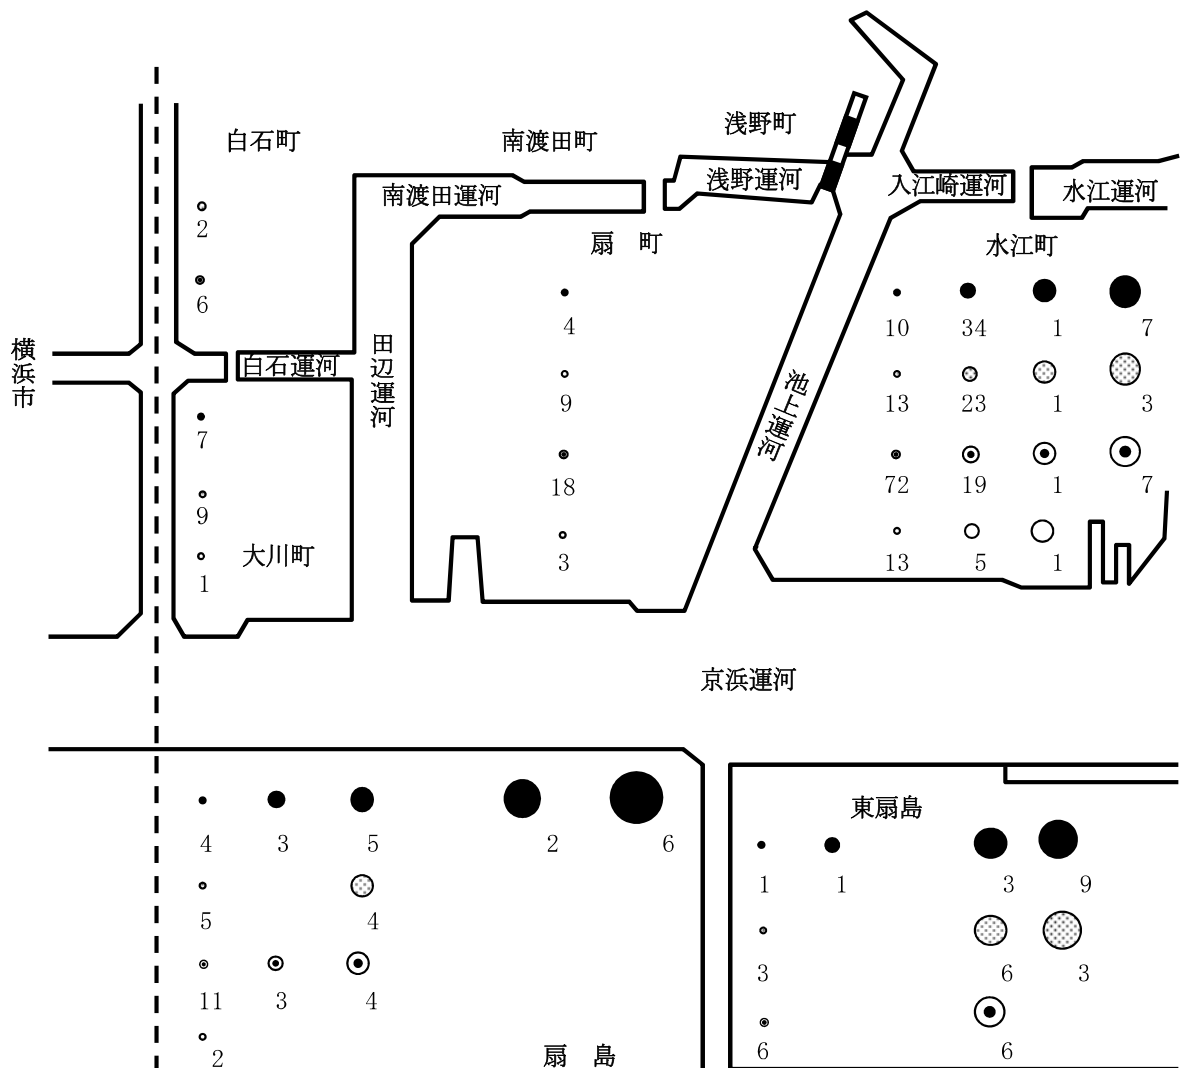 浅野町
白石町
南渡田町
南渡田運河
浅野運河
入江崎運河
水江運河
扇 町
水江町
2
6
4
10 34 1 7
横浜市
白石運河
田辺運河
池上運河
7
9
13 23 1 3
9
18
72 19 1 7
大川町
1
3
13 5 1
京浜運河
東扇島
4 3 5 2 6
1 1 3 9
5 4
3 6 3
11 3 4
6 6
2
扇 島